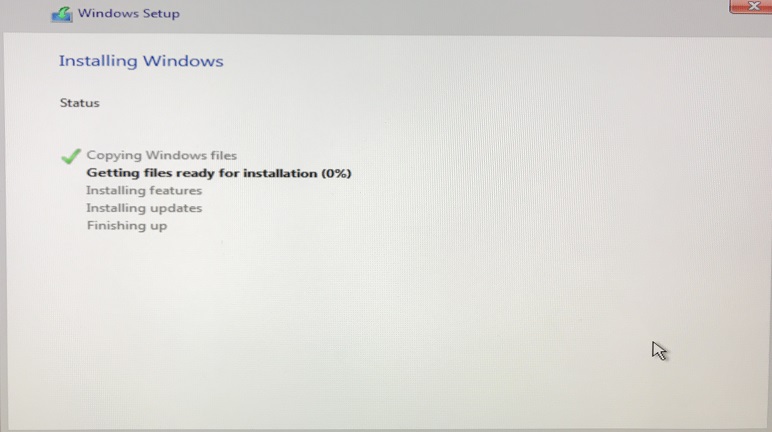 Windows Setup
Installing Windows
Status
Copying Windows files
Getting files ready for installation (0%)
Installing features
Installing updates
Finishing up